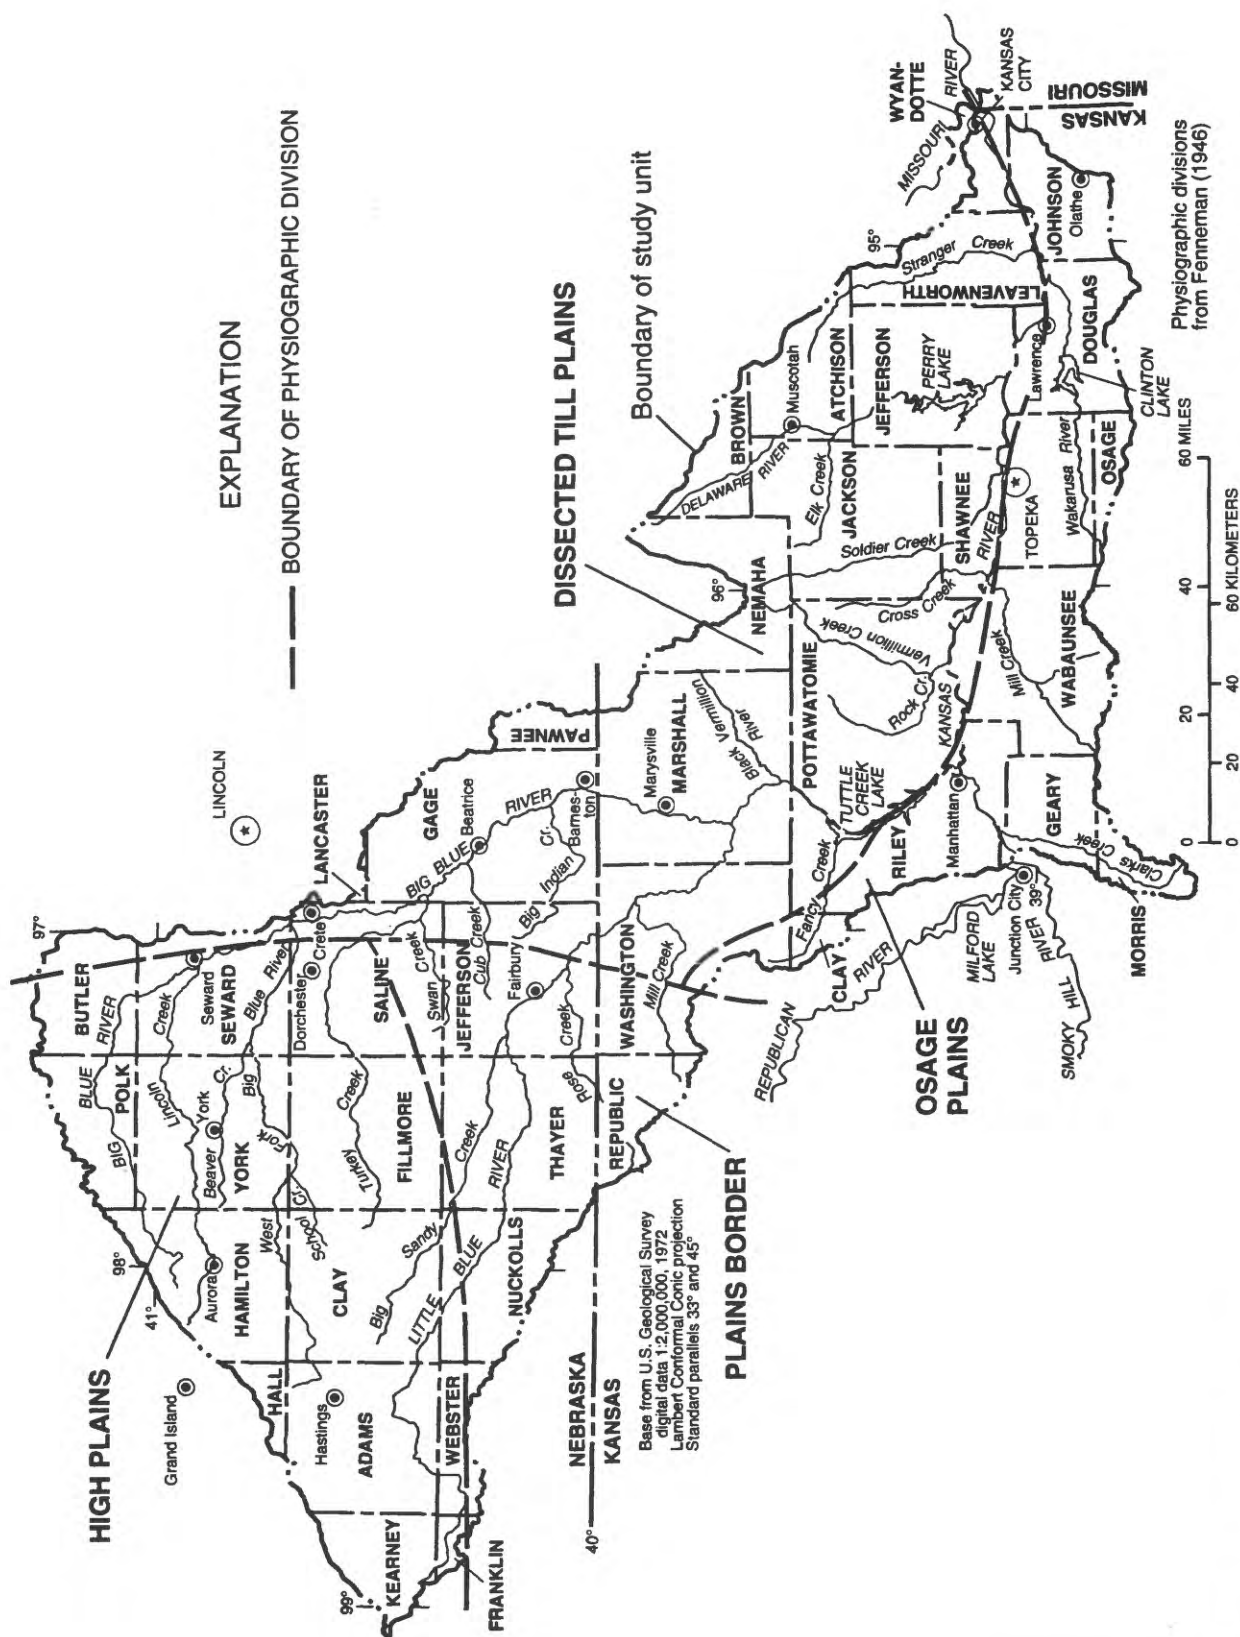 EXPLANATION
BOUNDARY OF PHYSIOGRAPHIC DIVISION
HIGH PLAINS
DISSECTED TILL PLAINS
Boundary of study unit
PLAINS BORDER
OSAGE
PLAINS
LINCOLN
LANCASTER
Grand Island
97°
98°
41°
99°
40°
96°
95°
39°
BUTLER
POLK
BIG BLUE RIVER
Lincoln Creek
Seward
SEWARD
York
Beaver Cr.
YORK
Aurora
HAMILTON
HALL
West Fork Big Blue River
School Cr.
Dorchester
Crete
SALINE
Turkey Creek
FILLMORE
CLAY
Hastings
ADAMS
KEARNEY
FRANKLIN
WEBSTER
NUCKOLLS
THAYER
Big Sandy Creek
LITTLE BLUE RIVER
JEFFERSON
Swan Creek
Cub Creek
Fairbury
Rose Creek
GAGE
BIG BLUE RIVER
Beatrice
Big Indian Cr.
Barnes-
ton
PAWNEE
NEBRASKA
KANSAS
REPUBLIC
WASHINGTON
Mill Creek
Marysville
MARSHALL
Black Vermillion River
NEMAHA
BROWN
DELAWARE RIVER
Muscotah
ATCHISON
Elk Creek
JACKSON
Soldier Creek
JEFFERSON
PERRY
LAKE
LEAVENWORTH
Stranger Creek
MISSOURI RIVER
WYAN-
DOTTE
KANSAS
CITY
KANSAS
MISSOURI
JOHNSON
Olathe
DOUGLAS
Lawrence
CLINTON
LAKE
Wakarusa River
OSAGE
SHAWNEE
TOPEKA
KANSAS RIVER
Cross Creek
Vermillion Creek
Rock Cr.
POTTAWATOMIE
TUTTLE
CREEK
LAKE
Fancy Creek
RILEY
Manhattan
CLAY
REPUBLICAN RIVER
MILFORD
LAKE
Junction City
SMOKY HILL RIVER
GEARY
Clarks Creek
MORRIS
WABAUNSEE
Mill Creek
Base from U.S. Geological Survey
digital data 1:2,000,000, 1972
Lambert Conformal Conic projection
Standard parallels 33° and 45°
0 20 40 60 MILES
0 20 40 60 KILOMETERS
Physiographic divisions
from Fenneman (1946)